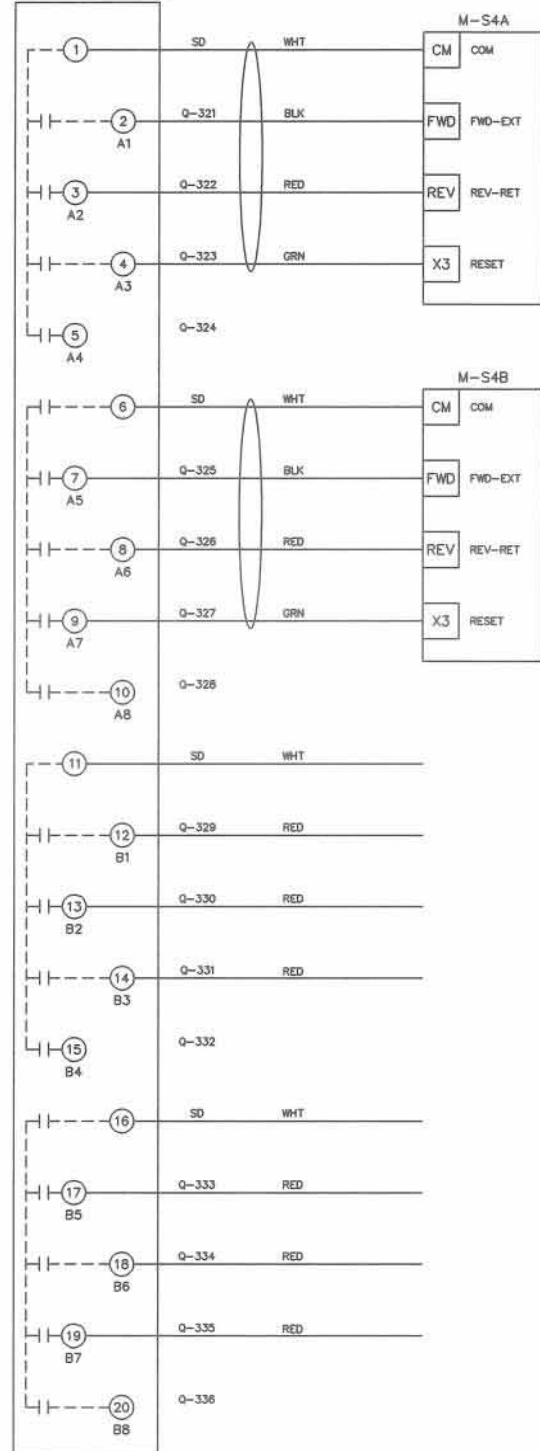 M-S4A
1 SD WHT CM COM
2 Q-321 BLK FWD FWD-EXT
A1
3 Q-322 RED REV REV-RET
A2
4 Q-323 GRN X3 RESET
A3
5 Q-324
A4
M-S4B
6 SD WHT CM COM
7 Q-325 BLK FWD FWD-EXT
A5
8 Q-326 RED REV REV-RET
A6
9 Q-327 GRN X3 RESET
A7
10 Q-328
A8
11 SD WHT
12 Q-329 RED
B1
13 Q-330 RED
B2
14 Q-331 RED
B3
15 Q-332
B4
16 SD WHT
17 Q-333 RED
B5
18 Q-334 RED
B6
19 Q-335 RED
B7
20 Q-336
B8